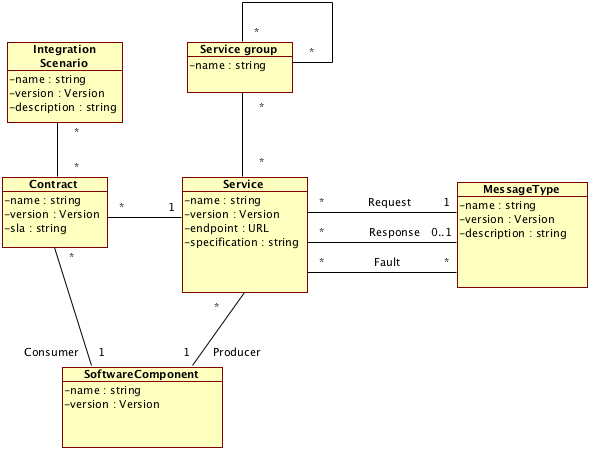 *
Integration
Scenario
Service group
*
–name : string
–name : string
–version : Version
–description : string
*
*
*
*
Contract
Service
MessageType
–name : string
–name : string
*
Request
1
–name : string
–version : Version
*
1
–version : Version
–version : Version
–sla : string
–endpoint : URL
*
Response
0..1
–description : string
–specification : string
*
*
Fault
*
*
Consumer
1
1
Producer
SoftwareComponent
–name : string
–version : Version